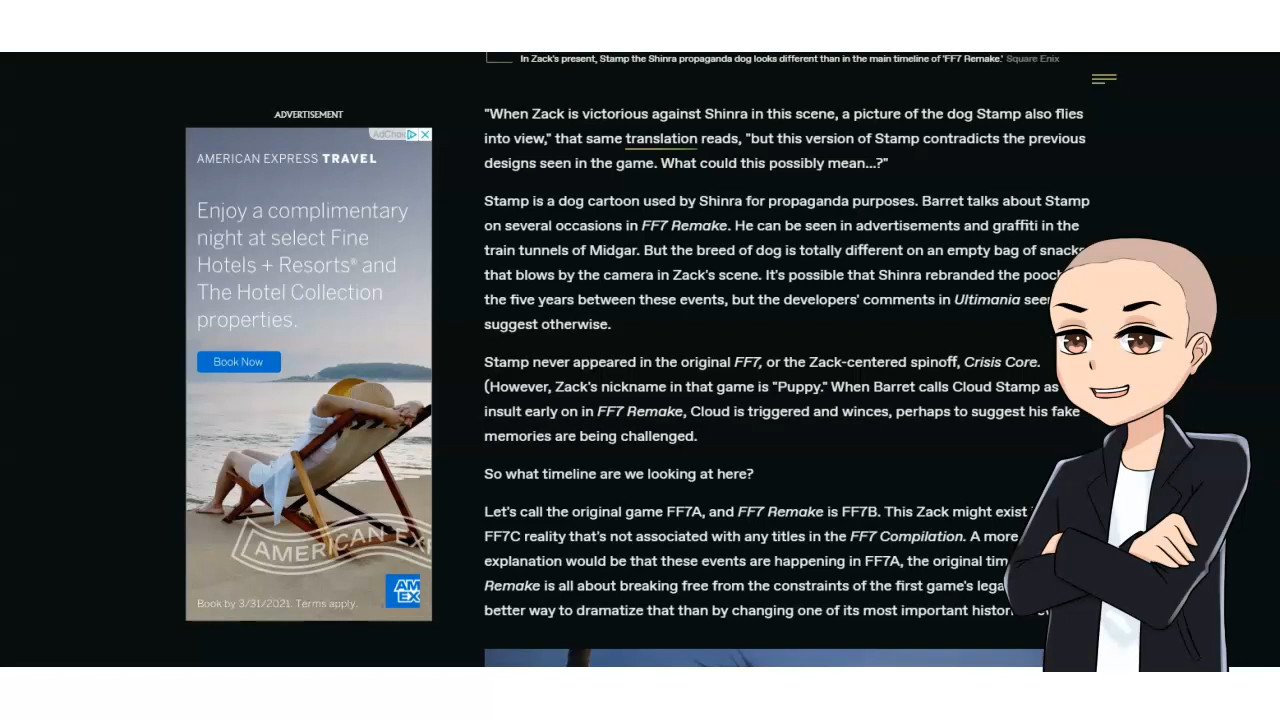 In Zack's present, Stamp the Shinra propaganda dog looks different than in the main timeline of 'FF7 Remake.' Square Enix
ADVERTISEMENT
AdChoic
AMERICAN EXPRESS TRAVEL
Enjoy a complimentary
night at select Fine
Hotels + Resorts® and
The Hotel Collection
properties.
Book Now
AMERICAN EX
AM
EX
Book by 3/31/2021. Terms apply.
"When Zack is victorious against Shinra in this scene, a picture of the dog Stamp also flies
into view," that same translation reads, "but this version of Stamp contradicts the previous
designs seen in the game. What could this possibly mean...?"
Stamp is a dog cartoon used by Shinra for propaganda purposes. Barret talks about Stamp
on several occasions in FF7 Remake. He can be seen in advertisements and graffiti in the
train tunnels of Midgar. But the breed of dog is totally different on an empty bag of snacks
that blows by the camera in Zack's scene. It's possible that Shinra rebranded the pooch
the five years between these events, but the developers' comments in Ultimania
suggest otherwise.
Stamp never appeared in the original FF7, or the Zack-centered spinoff, Crisis Core.
(However, Zack's nickname in that game is "Puppy." When Barret calls Cloud Stamp as
insult early on in FF7 Remake, Cloud is triggered and winces, perhaps to suggest his fake
memories are being challenged.
So what timeline are we looking at here?
Let's call the original game FF7A, and FF7 Remake is FF7B. This Zack might exist
FF7C reality that's not associated with any titles in the FF7 Compilation. A more
explanation would be that these events are happening in FF7A, the original tim
Remake is all about breaking free from the constraints of the first game's lega
better way to dramatize that than by changing one of its most important histor